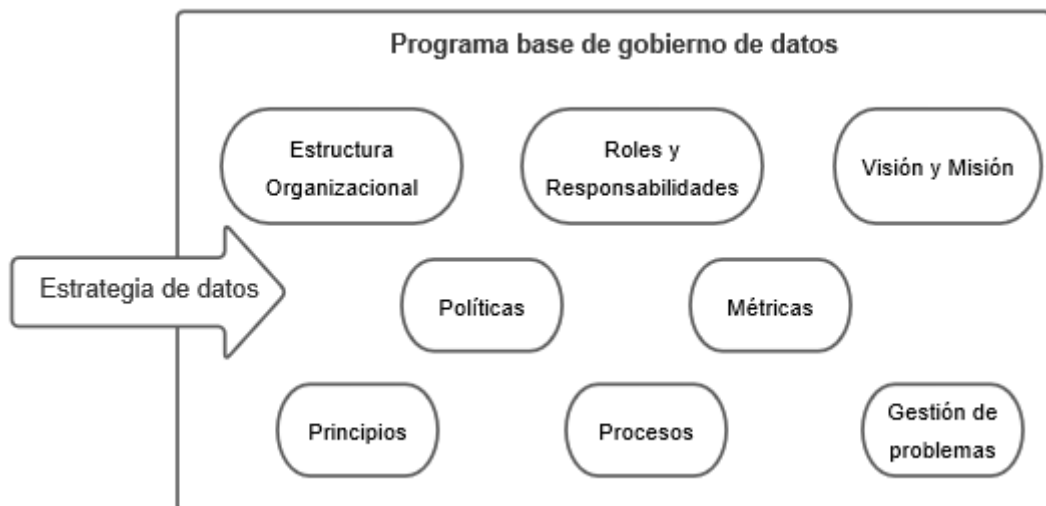 Programa base de gobierno de datos
Estructura
Organizacional
Roles y
Responsabilidades
Visión y Misión
Estrategia de datos
Políticas
Métricas
Principios
Procesos
Gestión de
problemas